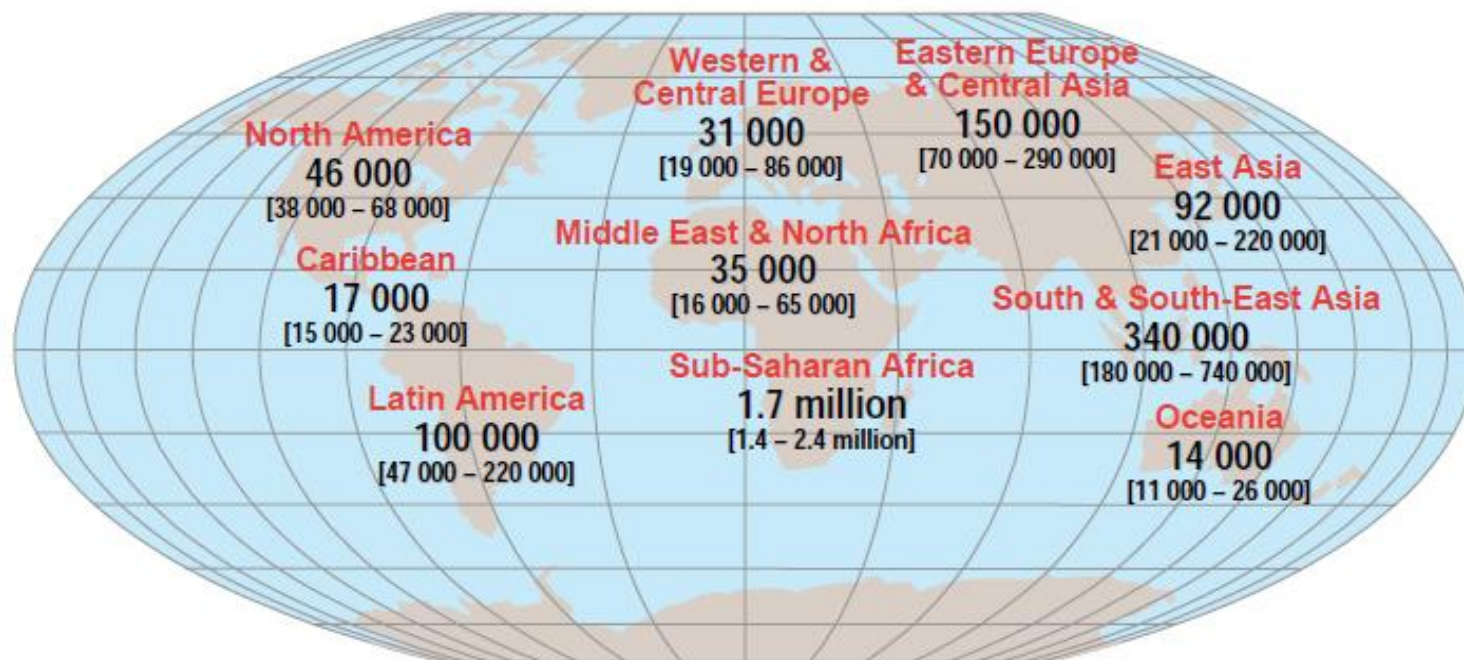 Western &
Central Europe
31 000
[19 000 – 86 000]
Eastern Europe
& Central Asia
150 000
[70 000 – 290 000]
North America
46 000
[38 000 – 68 000]
East Asia
92 000
[21 000 – 220 000]
Middle East & North Africa
35 000
[16 000 – 65 000]
Caribbean
17 000
[15 000 – 23 000]
South & South-East Asia
340 000
[180 000 – 740 000]
Sub-Saharan Africa
1.7 million
[1.4 – 2.4 million]
Latin America
100 000
[47 000 – 220 000]
Oceania
14 000
[11 000 – 26 000]